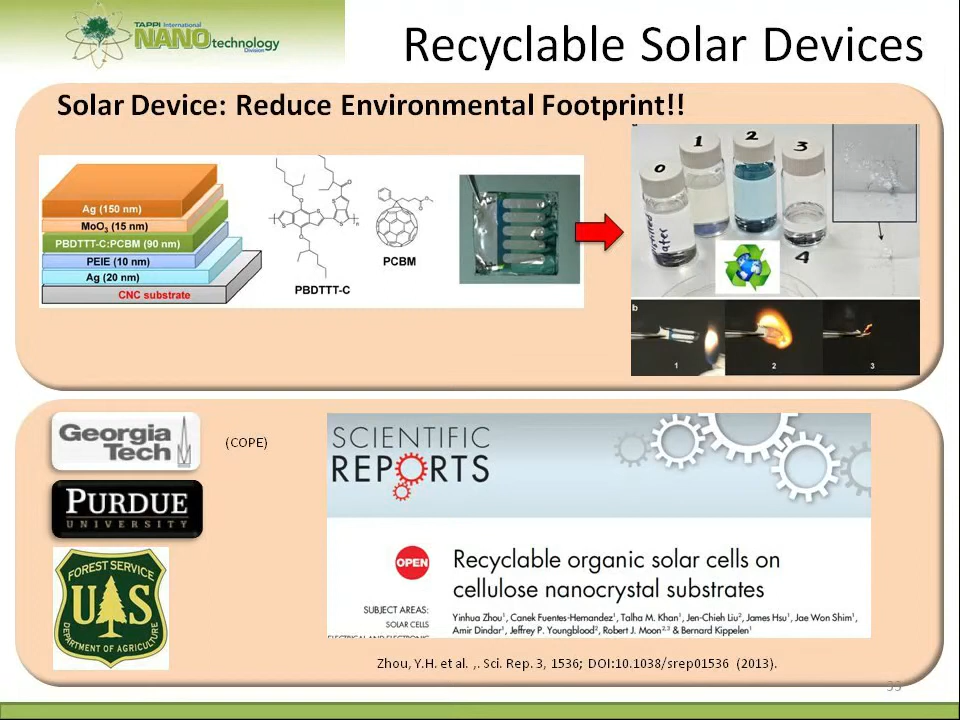 TAPPI International
NANOtechnology
Division
Recyclable Solar Devices
Solar Device: Reduce Environmental Footprint!!
Ag (150 nm)
MoO₃ (15 nm)
PBDTTT-C:PCBM (90 nm)
PEIE (10 nm)
Ag (20 nm)
CNC substrate
PBDTTT-C
PCBM
n
0
1
2
3
4
water
b
1
2
3
Georgia
Tech
(COPE)
PURDUE
UNIVERSITY
FOREST SERVICE
UAS
DEPARTMENT OF AGRICULTURE
SCIENTIFIC
REPORTS
OPEN
Recyclable organic solar cells on
cellulose nanocrystal substrates
SUBJECT AREAS:
SOLAR CELLS
ELECTRICAL AND ELECTRONIC
Yinhua Zhou¹, Canek Fuentes-Hernandez¹, Talha M. Khan¹, Jen-Chieh Liu², James Hsu¹, Jae Won Shim¹,
Amir Dindar¹, Jeffrey P. Youngblood², Robert J. Moon²,³ & Bernard Kippelen¹
Zhou, Y.H. et al. ,. Sci. Rep. 3, 1536; DOI:10.1038/srep01536 (2013).